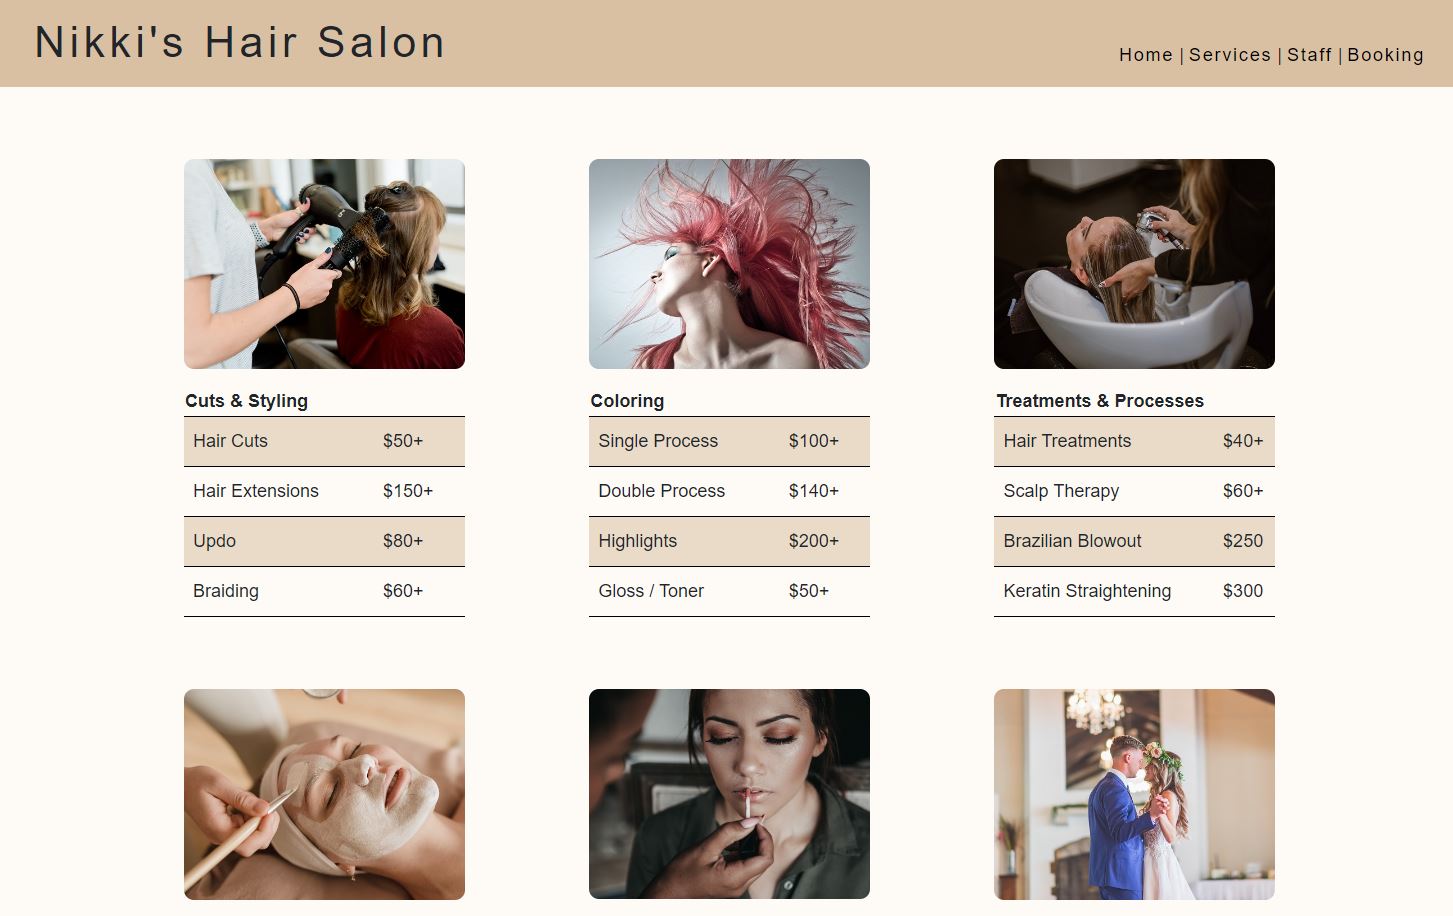 Nikki's Hair Salon
Home | Services | Staff | Booking
Cuts & Styling
Hair Cuts $50+
Hair Extensions $150+
Updo $80+
Braiding $60+
Coloring
Single Process $100+
Double Process $140+
Highlights $200+
Gloss / Toner $50+
Treatments & Processes
Hair Treatments $40+
Scalp Therapy $60+
Brazilian Blowout $250
Keratin Straightening $300